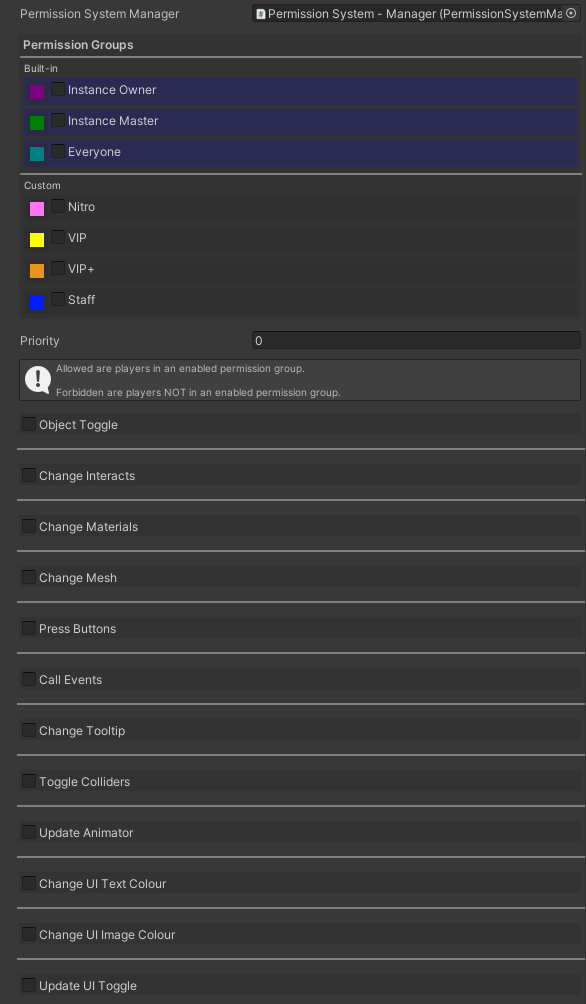 Permission System Manager
Permission System - Manager (PermissionSystemMa
Permission Groups
Built-in
Instance Owner
Instance Master
Everyone
Custom
Nitro
VIP
VIP+
Staff
Priority
0
Allowed are players in an enabled permission group.
Forbidden are players NOT in an enabled permission group.
Object Toggle
Change Interacts
Change Materials
Change Mesh
Press Buttons
Call Events
Change Tooltip
Toggle Colliders
Update Animator
Change UI Text Colour
Change UI Image Colour
Update UI Toggle